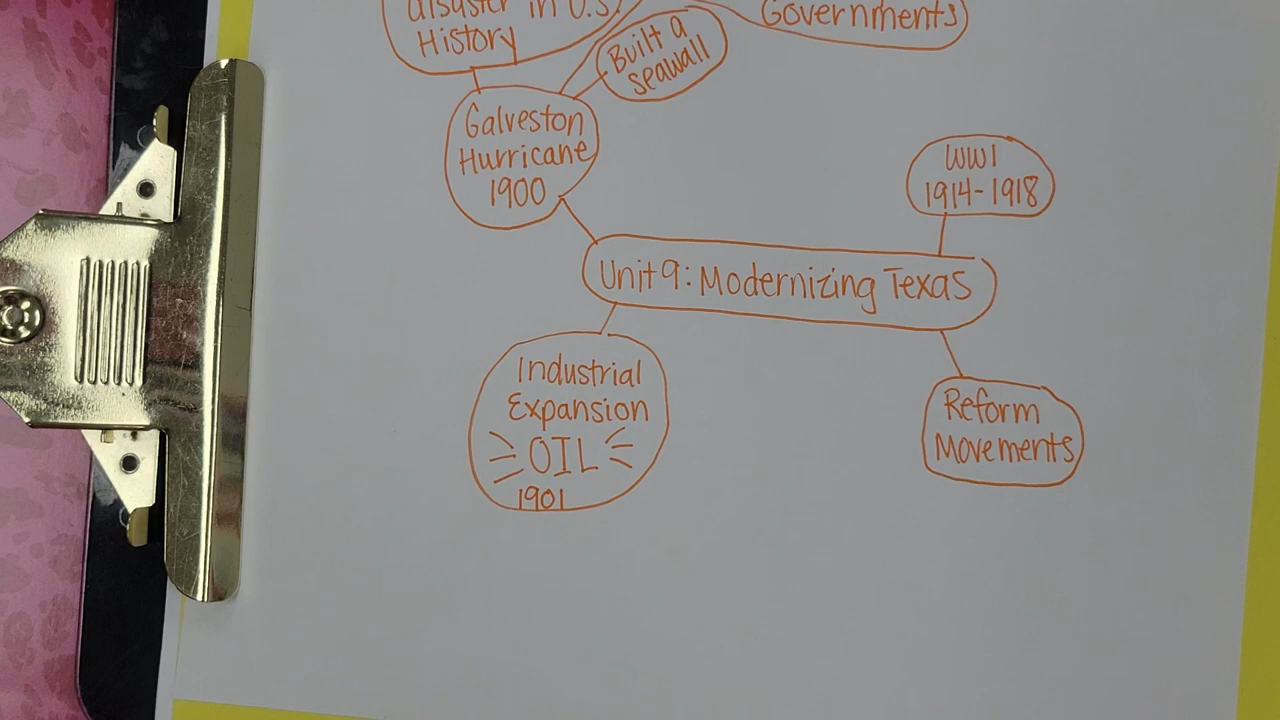 disaster in U.S.
History
Governments
Built a
seawall
Galveston
Hurricane
1900
WWI
1914-1918
Unit 9: Modernizing Texas
Industrial
Expansion
OIL
1901
Reform
Movements